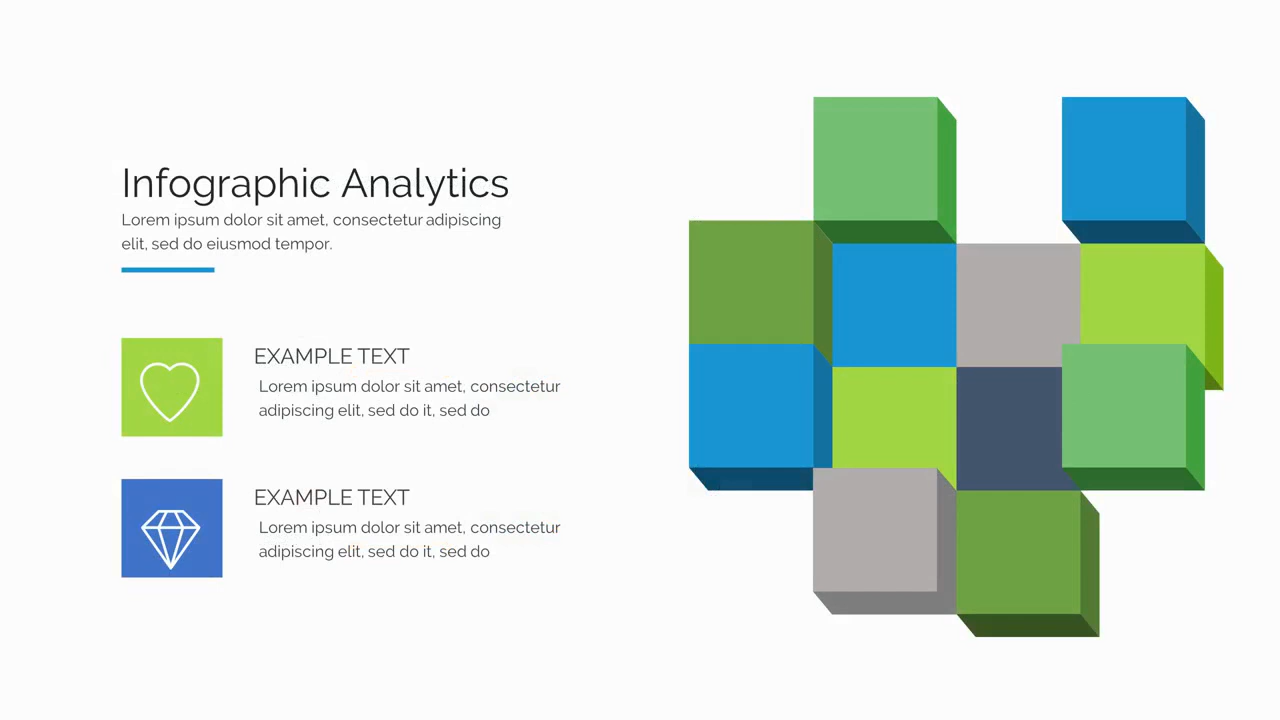 Infographic Analytics
Lorem ipsum dolor sit amet, consectetur adipiscing
elit, sed do eiusmod tempor.
EXAMPLE TEXT
Lorem ipsum dolor sit amet, consectetur
adipiscing elit, sed do it, sed do
EXAMPLE TEXT
Lorem ipsum dolor sit amet, consectetur
adipiscing elit, sed do it, sed do